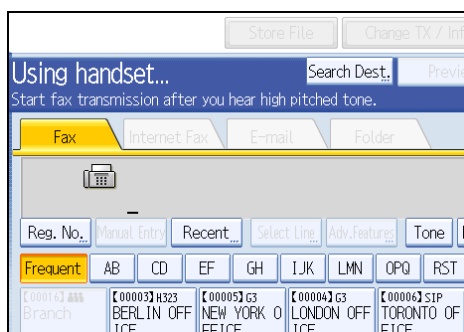 Store File Change TX / Inf
Using handset... Search Dest. Previe
Start fax transmission after you hear high pitched tone.
Fax Internet Fax E-mail Folder
Reg. No. Manual Entry Recent Select Line Adv.Features Tone
Frequent AB CD EF GH IJK LMN OPQ RST
[00016] [00003]H323 [00005]G3 [00004]G3 [00006]SIP
Branch BERLIN OFF NEW YORK O LONDON OFF TORONTO OF
ICE FFICE ICE FICE